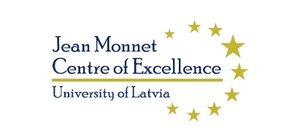 Jean Monnet
Centre of Excellence
University of Latvia